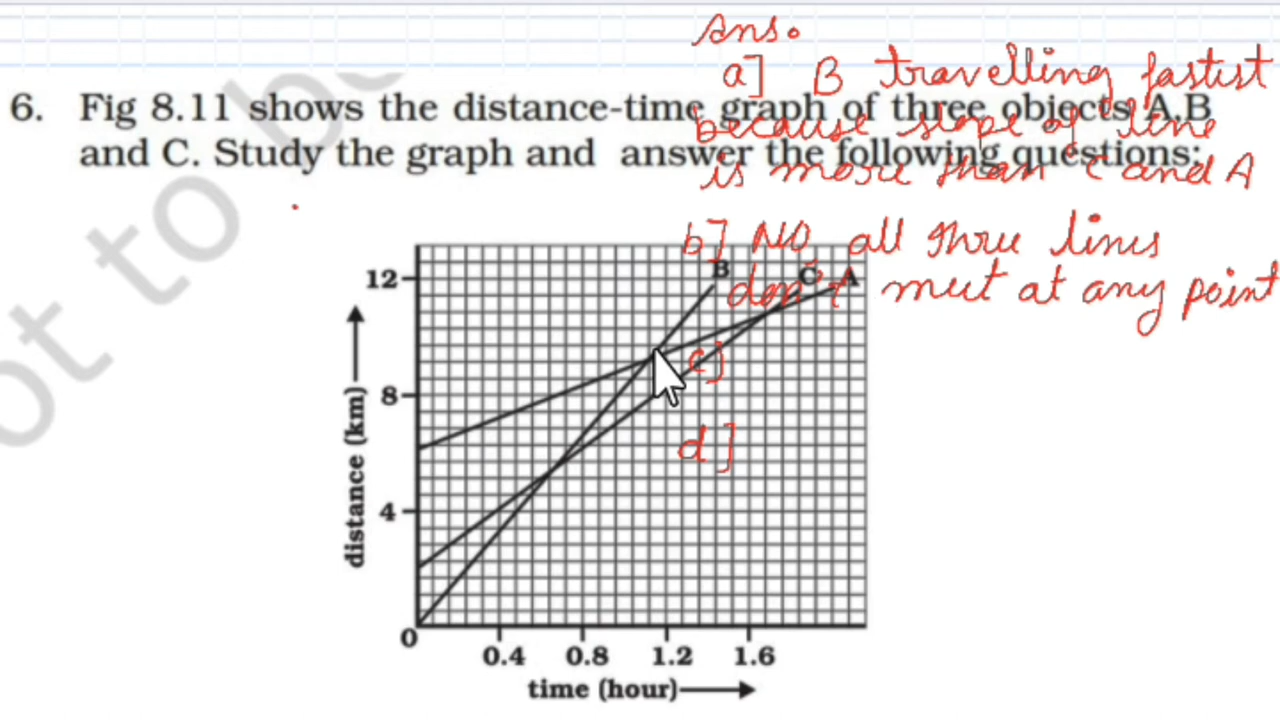 Ans.
a] B travelling fastest
6. Fig 8.11 shows the distance-time graph of three objects A,B
because slope of line
and C. Study the graph and answer the following questions:
is more than C and A
b] NO all three lines
don't meet at any point
c]
d]
ot to be
B
C
A
12
8
4
0
distance (km)
0.4 0.8 1.2 1.6
time (hour)